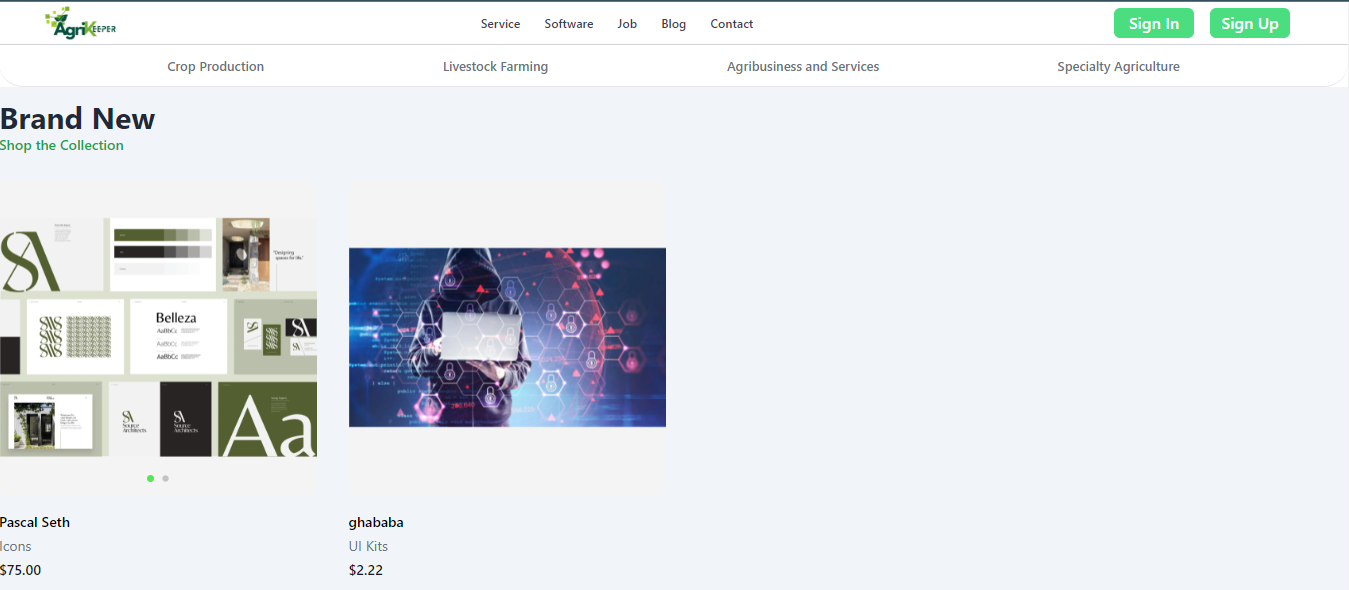 AgriKEEPER
Service Software Job Blog Contact
Sign In Sign Up
Crop Production Livestock Farming Agribusiness and Services Specialty Agriculture
Brand New
Shop the Collection
"Designing
spaces for life."
Belleza
AaBbCc
AaBbCc
AaBbCc
SA
Source
Architects
SA
Source
Architects
Aa
Pascal Seth
Icons
$75.00
ghababa
UI Kits
$2.22